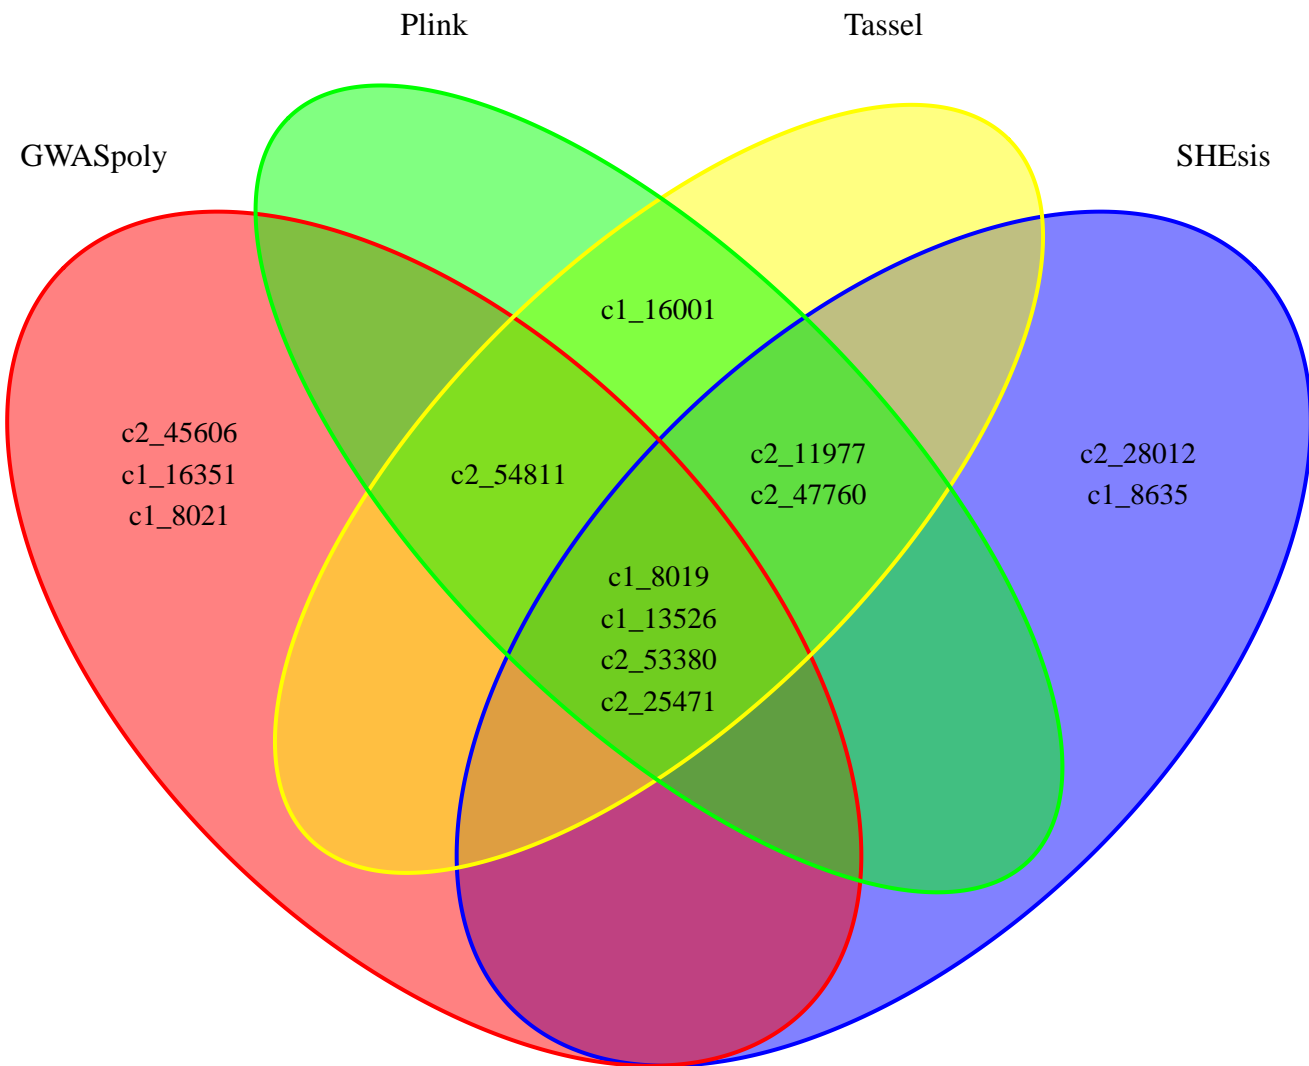 Plink
Tassel
GWASpoly
SHEsis
c1_16001
c2_45606
c1_16351
c1_8021
c2_54811
c2_11977
c2_47760
c2_28012
c1_8635
c1_8019
c1_13526
c2_53380
c2_25471